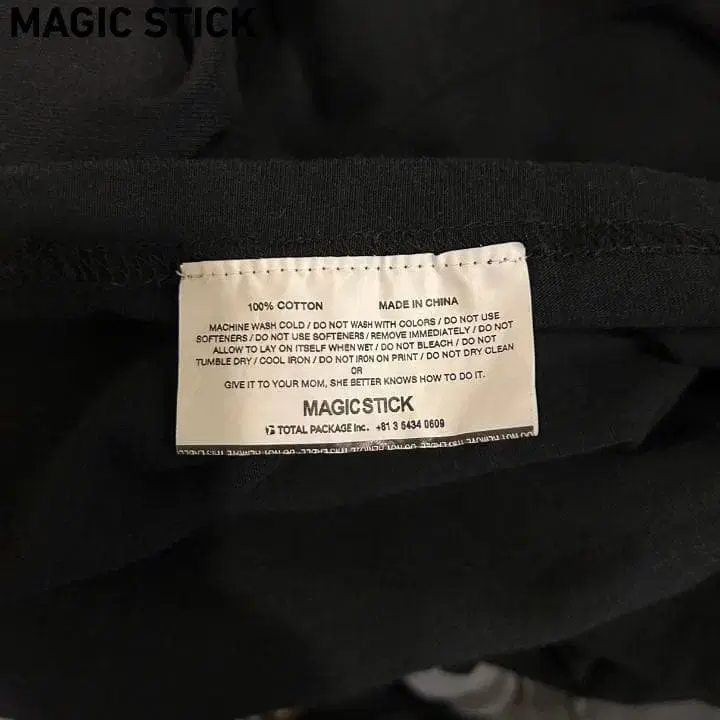 MAGIC STICK
100% COTTON MADE IN CHINA
MACHINE WASH COLD / DO NOT WASH WITH COLORS / DO NOT USE
SOFTENERS / DO NOT USE SOFTENERS / REMOVE IMMEDIATELY / DO NOT
ALLOW TO LAY ON ITSELF WHEN WET / DO NOT BLEACH / DO NOT
TUMBLE DRY / COOL IRON / DO NOT IRON ON PRINT / DO NOT DRY CLEAN
OR
GIVE IT TO YOUR MOM, SHE BETTER KNOWS HOW TO DO IT.
MAGIC STICK
TOTAL PACKAGE Inc. +81 3 5434 0609